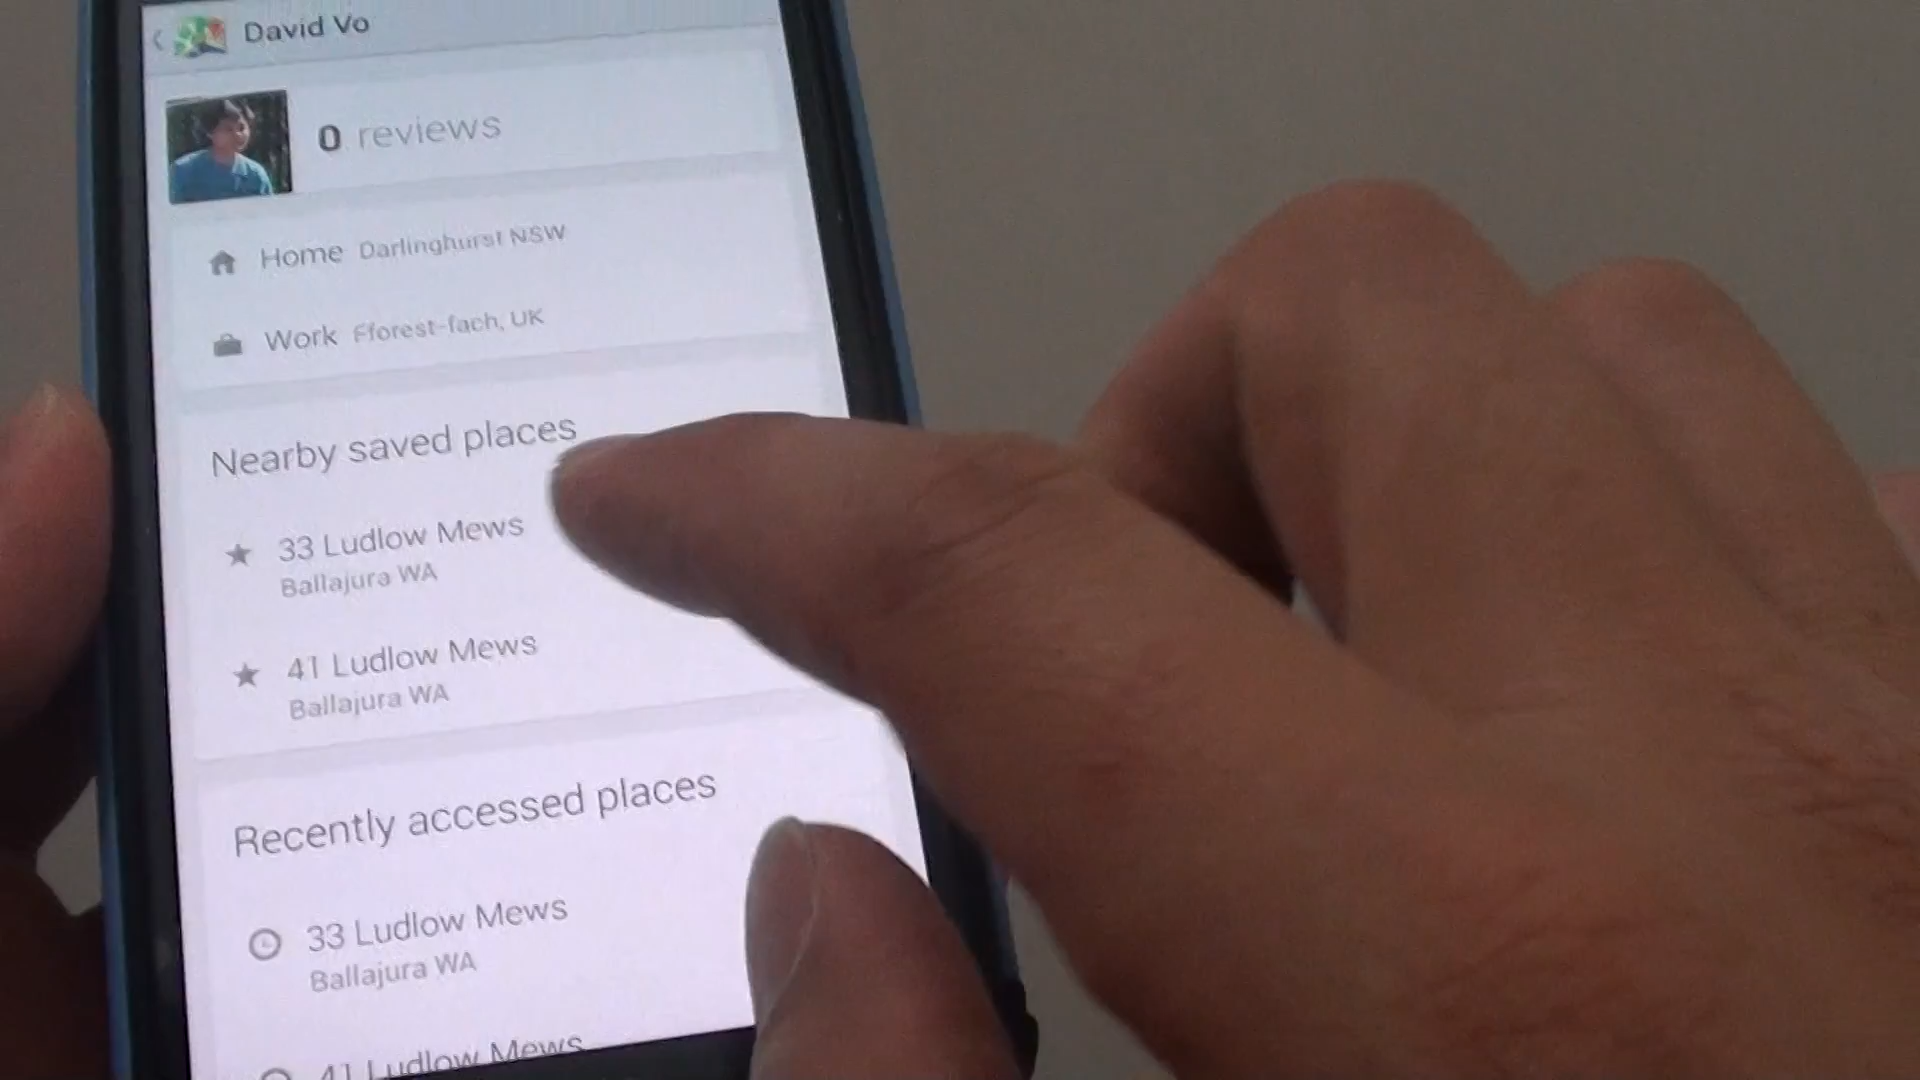 David Vo
0 reviews
Home Darlinghurst NSW
Work Fforest-fach, UK
Nearby saved places
33 Ludlow Mews
Ballajura WA
41 Ludlow Mews
Ballajura WA
Recently accessed places
33 Ludlow Mews
Ballajura WA
41 Ludlow Mews